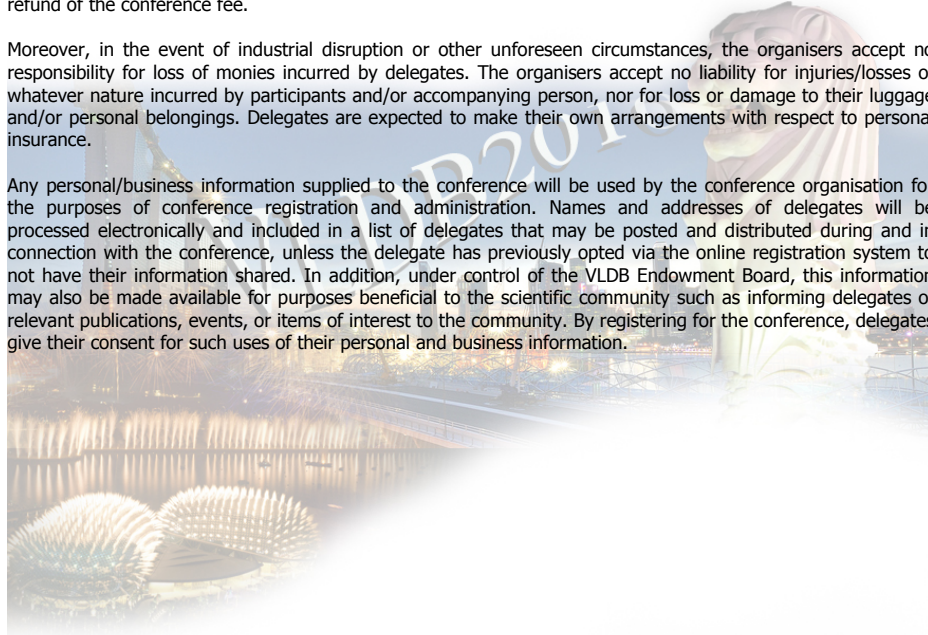 refund of the conference fee.
Moreover, in the event of industrial disruption or other unforeseen circumstances, the organisers accept no
responsibility for loss of monies incurred by delegates. The organisers accept no liability for injuries/losses o
whatever nature incurred by participants and/or accompanying person, nor for loss or damage to their luggage
and/or personal belongings. Delegates are expected to make their own arrangements with respect to persona
insurance.
Any personal/business information supplied to the conference will be used by the conference organisation fo
the purposes of conference registration and administration. Names and addresses of delegates will be
processed electronically and included in a list of delegates that may be posted and distributed during and in
connection with the conference, unless the delegate has previously opted via the online registration system to
not have their information shared. In addition, under control of the VLDB Endowment Board, this information
may also be made available for purposes beneficial to the scientific community such as informing delegates o
relevant publications, events, or items of interest to the community. By registering for the conference, delegates
give their consent for such uses of their personal and business information.
VLDB2010